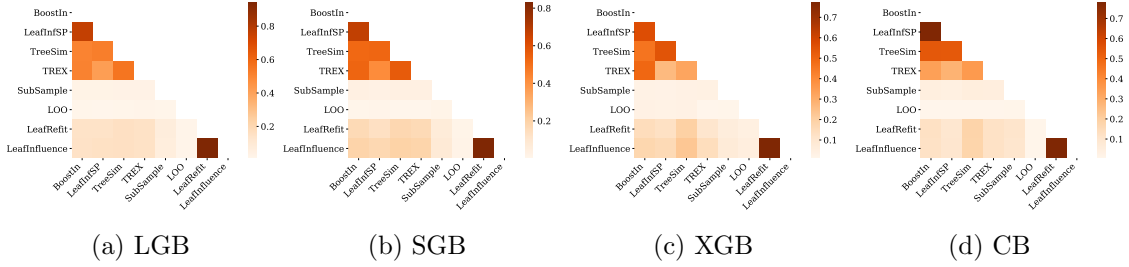 BoostIn
LeafInfSP
TreeSim
TREX
SubSample
LOO
LeafRefit
LeafInfluence
BoostIn
LeafInfSP
TreeSim
TREX
SubSample
LOO
LeafRefit
LeafInfluence
0.8
0.6
0.4
0.2
(a) LGB
BoostIn
LeafInfSP
TreeSim
TREX
SubSample
LOO
LeafRefit
LeafInfluence
BoostIn
LeafInfSP
TreeSim
TREX
SubSample
LOO
LeafRefit
LeafInfluence
0.8
0.6
0.4
0.2
(b) SGB
BoostIn
LeafInfSP
TreeSim
TREX
SubSample
LOO
LeafRefit
LeafInfluence
BoostIn
LeafInfSP
TreeSim
TREX
SubSample
LOO
LeafRefit
LeafInfluence
0.7
0.6
0.5
0.4
0.3
0.2
0.1
(c) XGB
BoostIn
LeafInfSP
TreeSim
TREX
SubSample
LOO
LeafRefit
LeafInfluence
BoostIn
LeafInfSP
TreeSim
TREX
SubSample
LOO
LeafRefit
LeafInfluence
0.7
0.6
0.5
0.4
0.3
0.2
0.1
(d) CB